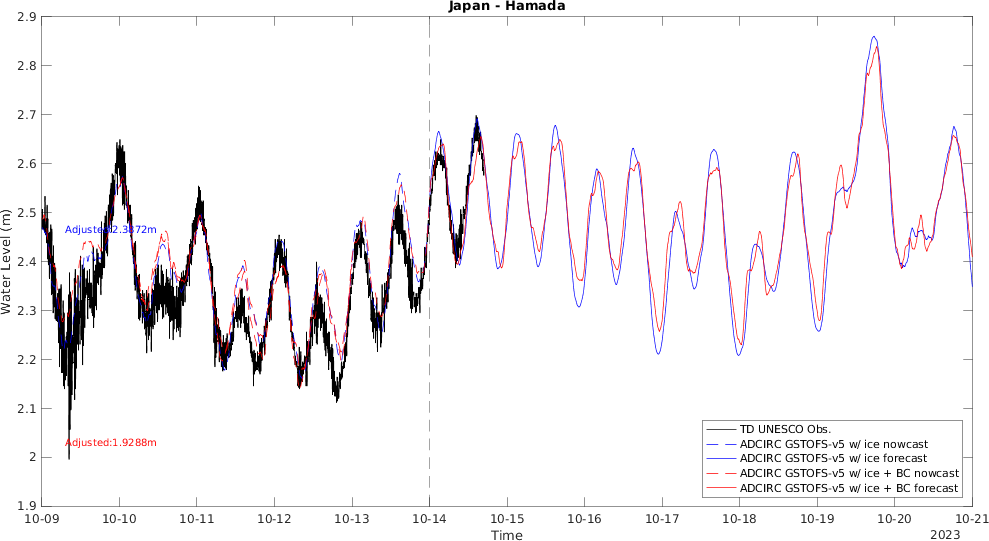 Japan - Hamada
2.9
2.8
2.7
2.6
2.5
2.4
2.3
2.2
2.1
2
1.9
Water Level (m)
Adjusted:2.3872m
Adjusted:1.9288m
TD UNESCO Obs.
ADCIRC GSTOFS-v5 w/ ice nowcast
ADCIRC GSTOFS-v5 w/ ice forecast
ADCIRC GSTOFS-v5 w/ ice + BC nowcast
ADCIRC GSTOFS-v5 w/ ice + BC forecast
10-09 10-10 10-11 10-12 10-13 10-14 10-15 10-16 10-17 10-18 10-19 10-20 10-21
Time
2023